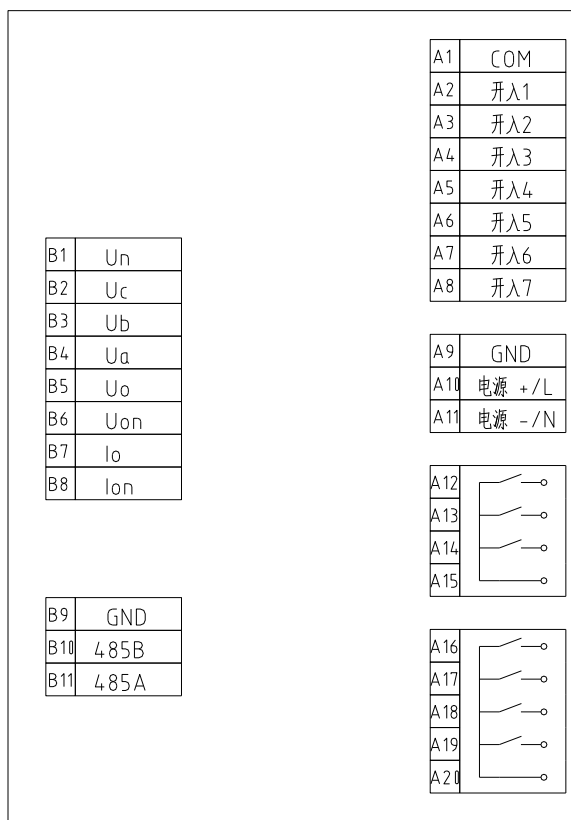 A1 COM
A2 开入1
A3 开入2
A4 开入3
A5 开入4
A6 开入5
A7 开入6
A8 开入7
B1 Un
B2 Uc
B3 Ub
B4 Ua
B5 Uo
B6 Uon
B7 Io
B8 Ion
A9 GND
A10 电源 +/L
A11 电源 -/N
A12
A13
A14
A15
B9 GND
B10 485B
B11 485A
A16
A17
A18
A19
A20